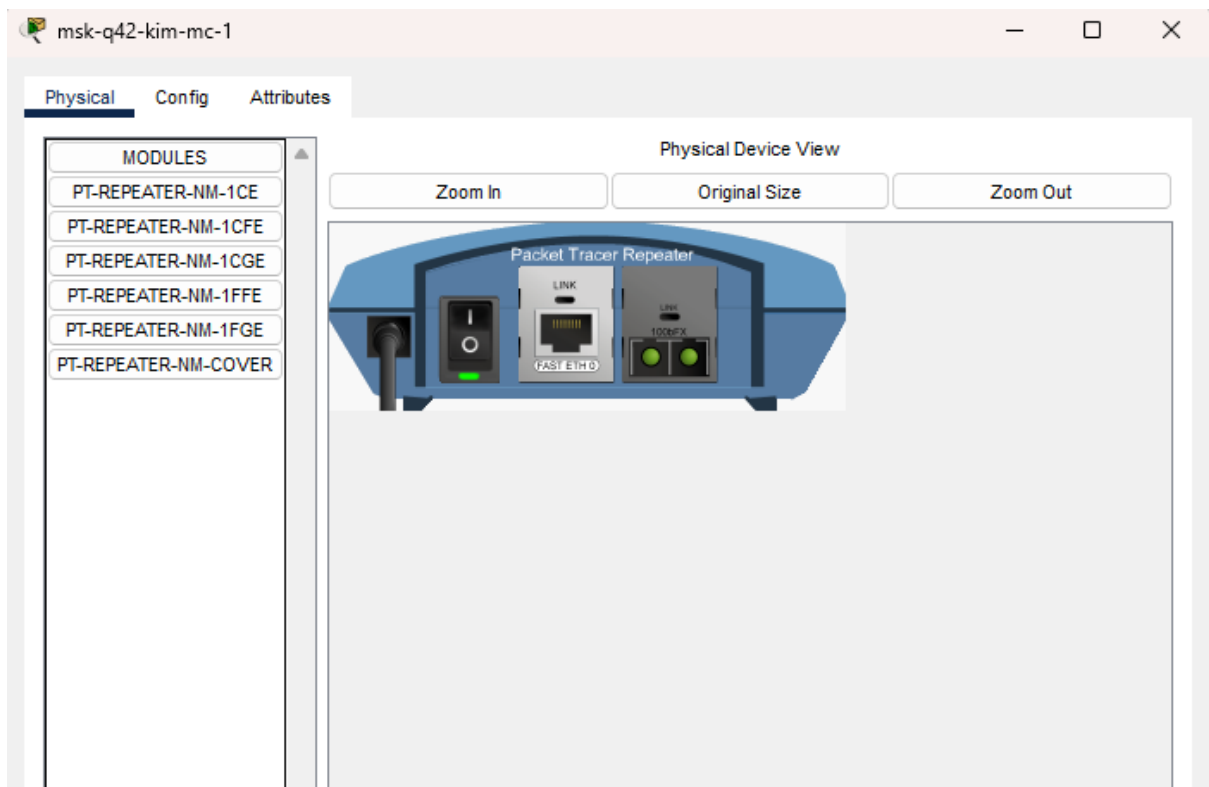 msk-q42-kim-mc-1
Physical Config Attributes
MODULES
PT-REPEATER-NM-1CE
PT-REPEATER-NM-1CFE
PT-REPEATER-NM-1CGE
PT-REPEATER-NM-1FFE
PT-REPEATER-NM-1FGE
PT-REPEATER-NM-COVER
Physical Device View
Zoom In Original Size Zoom Out
Packet Tracer Repeater
LINK
FAST ETH 0
LINK
100bFX